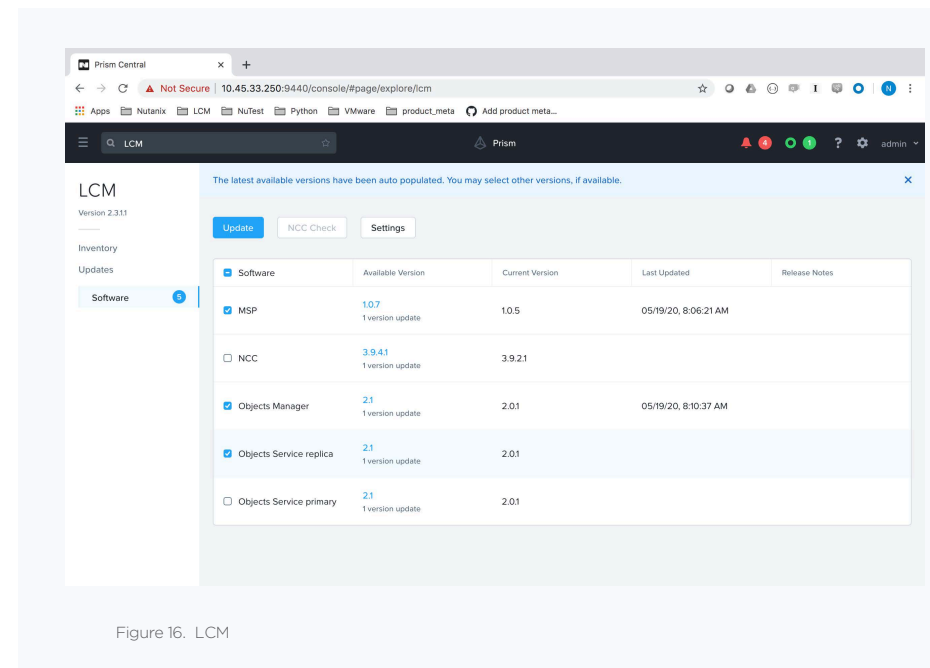 Prism Central
Not Secure | 10.45.33.250:9440/console/#page/explore/lcm
Apps Nutanix LCM NuTest Python VMware product_meta Add product meta...
LCM Prism 4 1 ? admin
LCM
Version 2.3.1.1
Inventory
Updates
Software 5
The latest available versions have been auto populated. You may select other versions, if available.
Update NCC Check Settings
Software Available Version Current Version Last Updated Release Notes
MSP 1.0.7 1.0.5 05/19/20, 8:06:21 AM
1 version update
NCC 3.9.4.1 3.9.2.1
1 version update
Objects Manager 2.1 2.0.1 05/19/20, 8:10:37 AM
1 version update
Objects Service replica 2.1 2.0.1
1 version update
Objects Service primary 2.1 2.0.1
1 version update
Figure 16. LCM